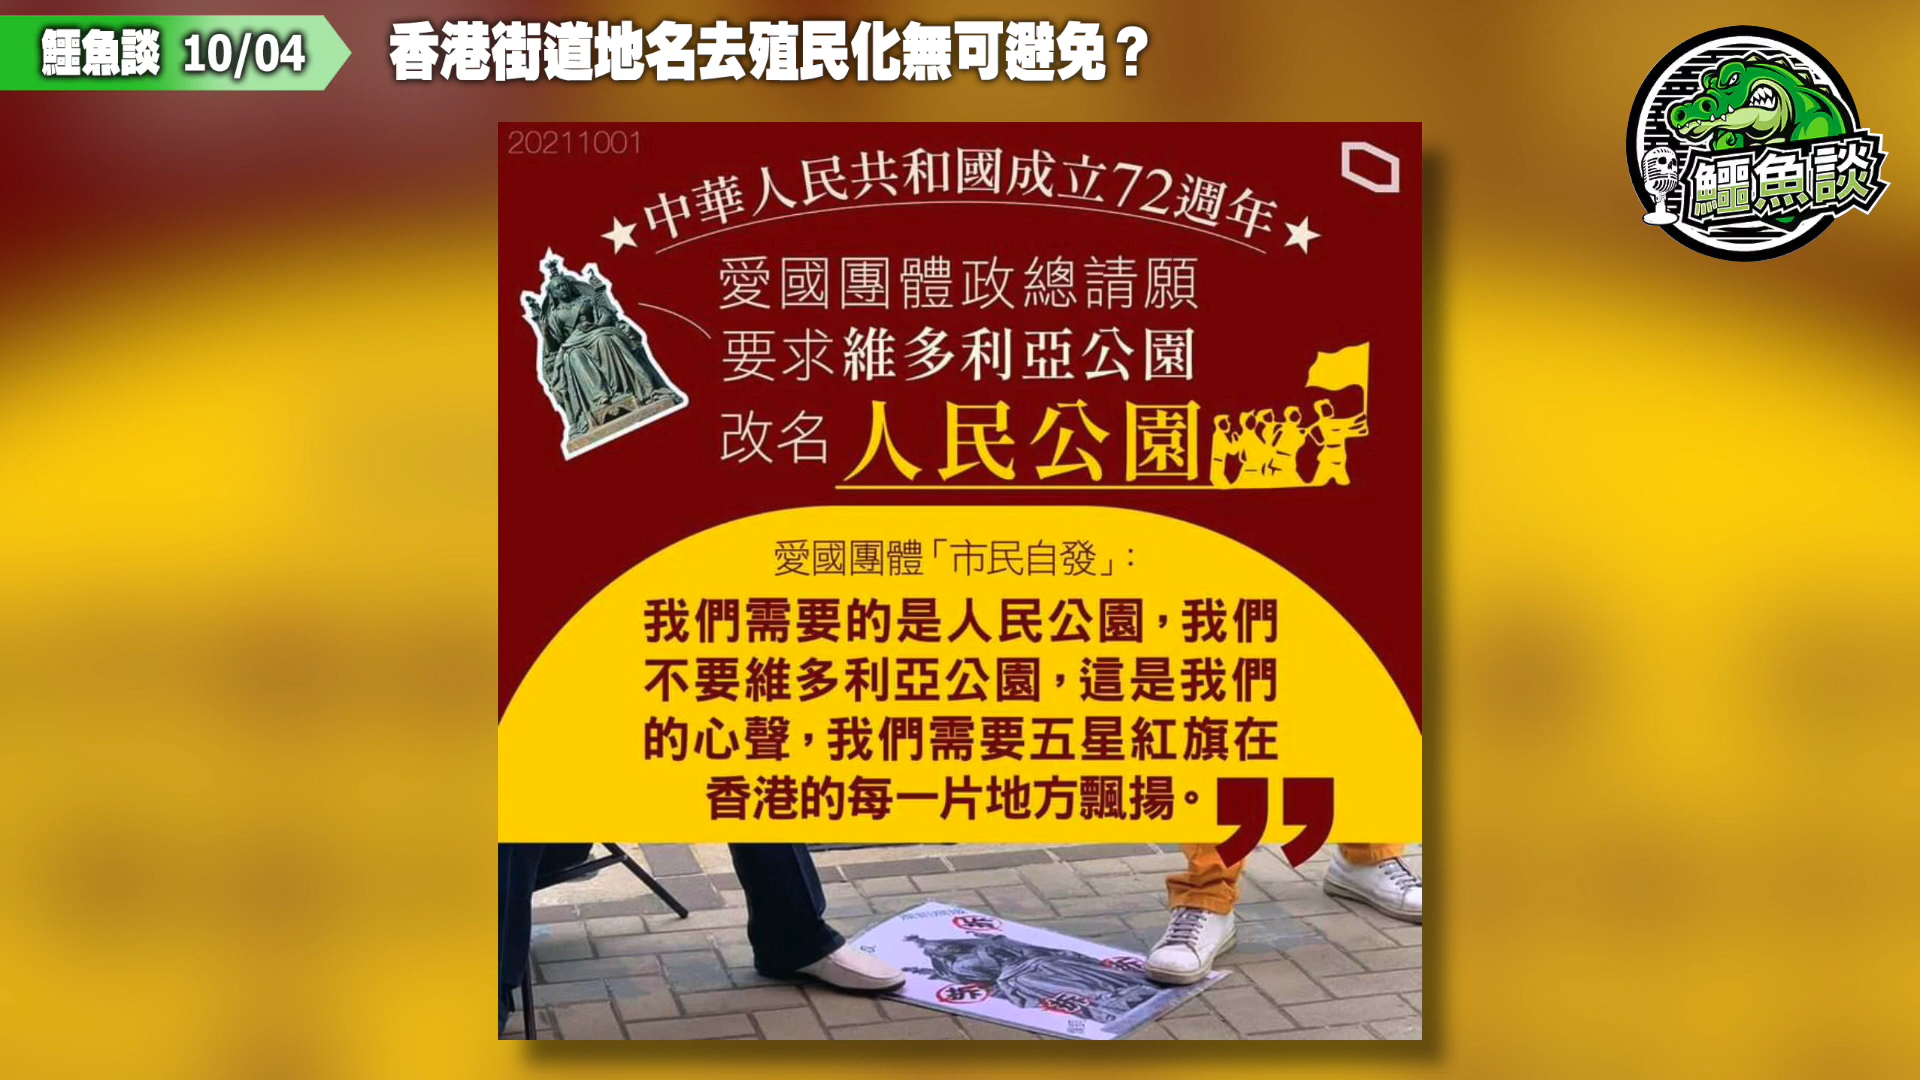 鱷魚談 10/04
香港街道地名去殖民化無可避免？
鱷魚談
20211001
中華人民共和國成立72週年
愛國團體政總請願
要求維多利亞公園
改名人民公園
愛國團體「市民自發」：
我們需要的是人民公園，我們
不要維多利亞公園，這是我們
的心聲，我們需要五星紅旗在
香港的每一片地方飄揚。”
拆
拆
拆
拆